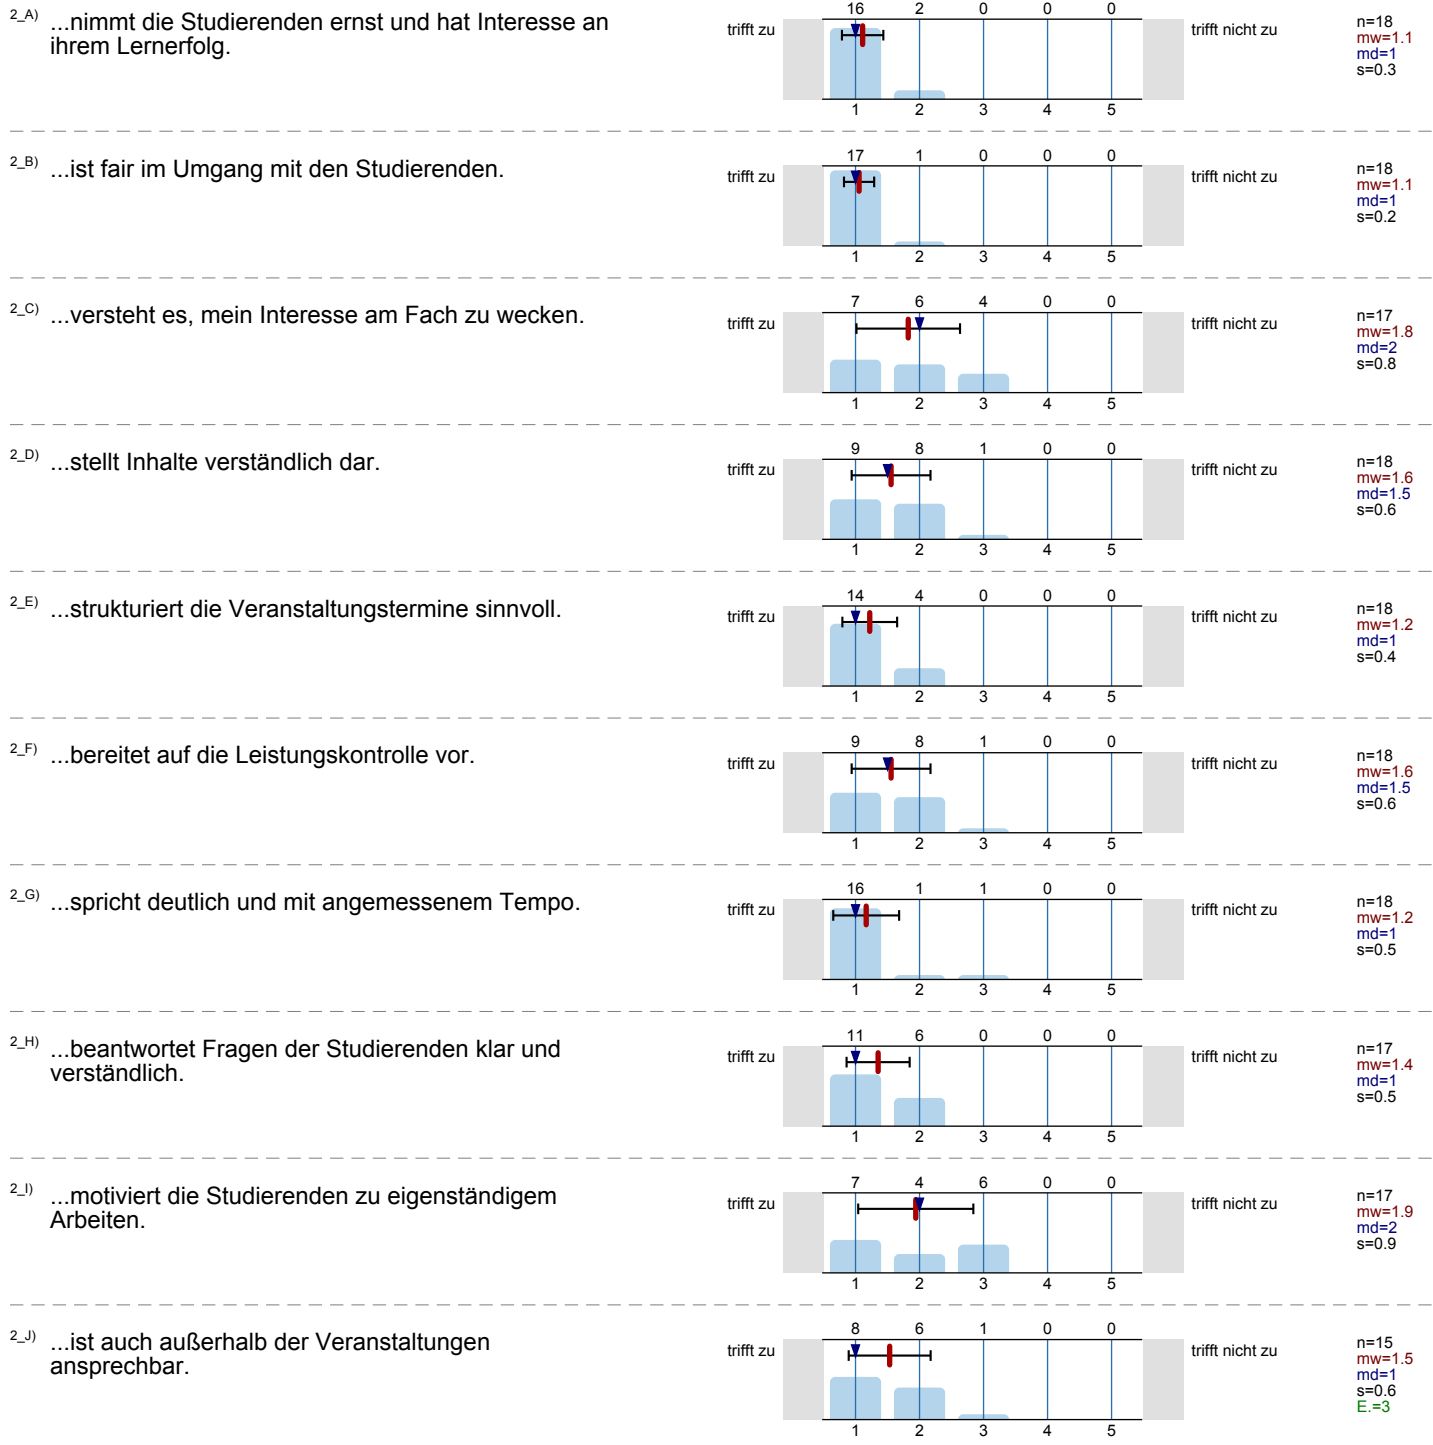 2_A) ...nimmt die Studierenden ernst und hat Interesse an
ihrem Lernerfolg.
trifft zu
16 2 0 0 0
1 2 3 4 5
trifft nicht zu
n=18
mw=1.1
md=1
s=0.3
2_B) ...ist fair im Umgang mit den Studierenden.
trifft zu
17 1 0 0 0
1 2 3 4 5
trifft nicht zu
n=18
mw=1.1
md=1
s=0.2
2_C) ...versteht es, mein Interesse am Fach zu wecken.
trifft zu
7 6 4 0 0
1 2 3 4 5
trifft nicht zu
n=17
mw=1.8
md=2
s=0.8
2_D) ...stellt Inhalte verständlich dar.
trifft zu
9 8 1 0 0
1 2 3 4 5
trifft nicht zu
n=18
mw=1.6
md=1.5
s=0.6
2_E) ...strukturiert die Veranstaltungstermine sinnvoll.
trifft zu
14 4 0 0 0
1 2 3 4 5
trifft nicht zu
n=18
mw=1.2
md=1
s=0.4
2_F) ...bereitet auf die Leistungskontrolle vor.
trifft zu
9 8 1 0 0
1 2 3 4 5
trifft nicht zu
n=18
mw=1.6
md=1.5
s=0.6
2_G) ...spricht deutlich und mit angemessenem Tempo.
trifft zu
16 1 1 0 0
1 2 3 4 5
trifft nicht zu
n=18
mw=1.2
md=1
s=0.5
2_H) ...beantwortet Fragen der Studierenden klar und
verständlich.
trifft zu
11 6 0 0 0
1 2 3 4 5
trifft nicht zu
n=17
mw=1.4
md=1
s=0.5
2_I) ...motiviert die Studierenden zu eigenständigem
Arbeiten.
trifft zu
7 4 6 0 0
1 2 3 4 5
trifft nicht zu
n=17
mw=1.9
md=2
s=0.9
2_J) ...ist auch außerhalb der Veranstaltungen
ansprechbar.
trifft zu
8 6 1 0 0
1 2 3 4 5
trifft nicht zu
n=15
mw=1.5
md=1
s=0.6
E.=3